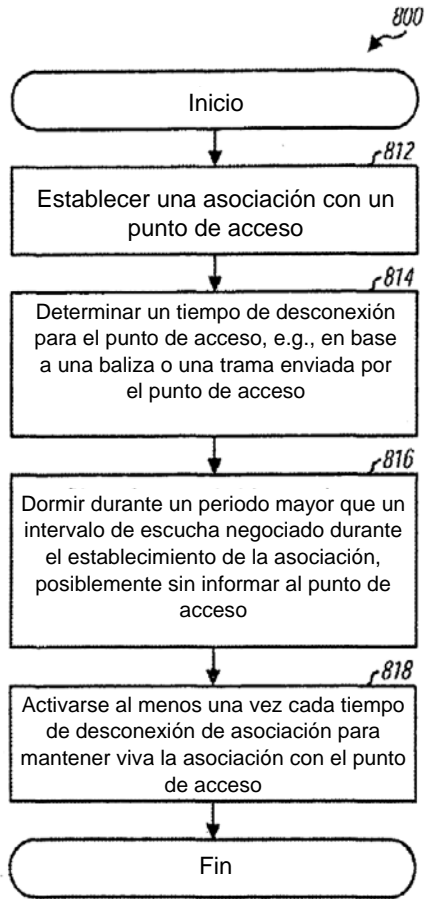 800
Inicio
812
Establecer una asociación con un
punto de acceso
814
Determinar un tiempo de desconexión
para el punto de acceso, e.g., en base
a una baliza o una trama enviada por
el punto de acceso
816
Dormir durante un periodo mayor que un
intervalo de escucha negociado durante
el establecimiento de la asociación,
posiblemente sin informar al punto de
acceso
818
Activarse al menos una vez cada tiempo
de desconexión de asociación para
mantener viva la asociación con el punto
de acceso
Fin